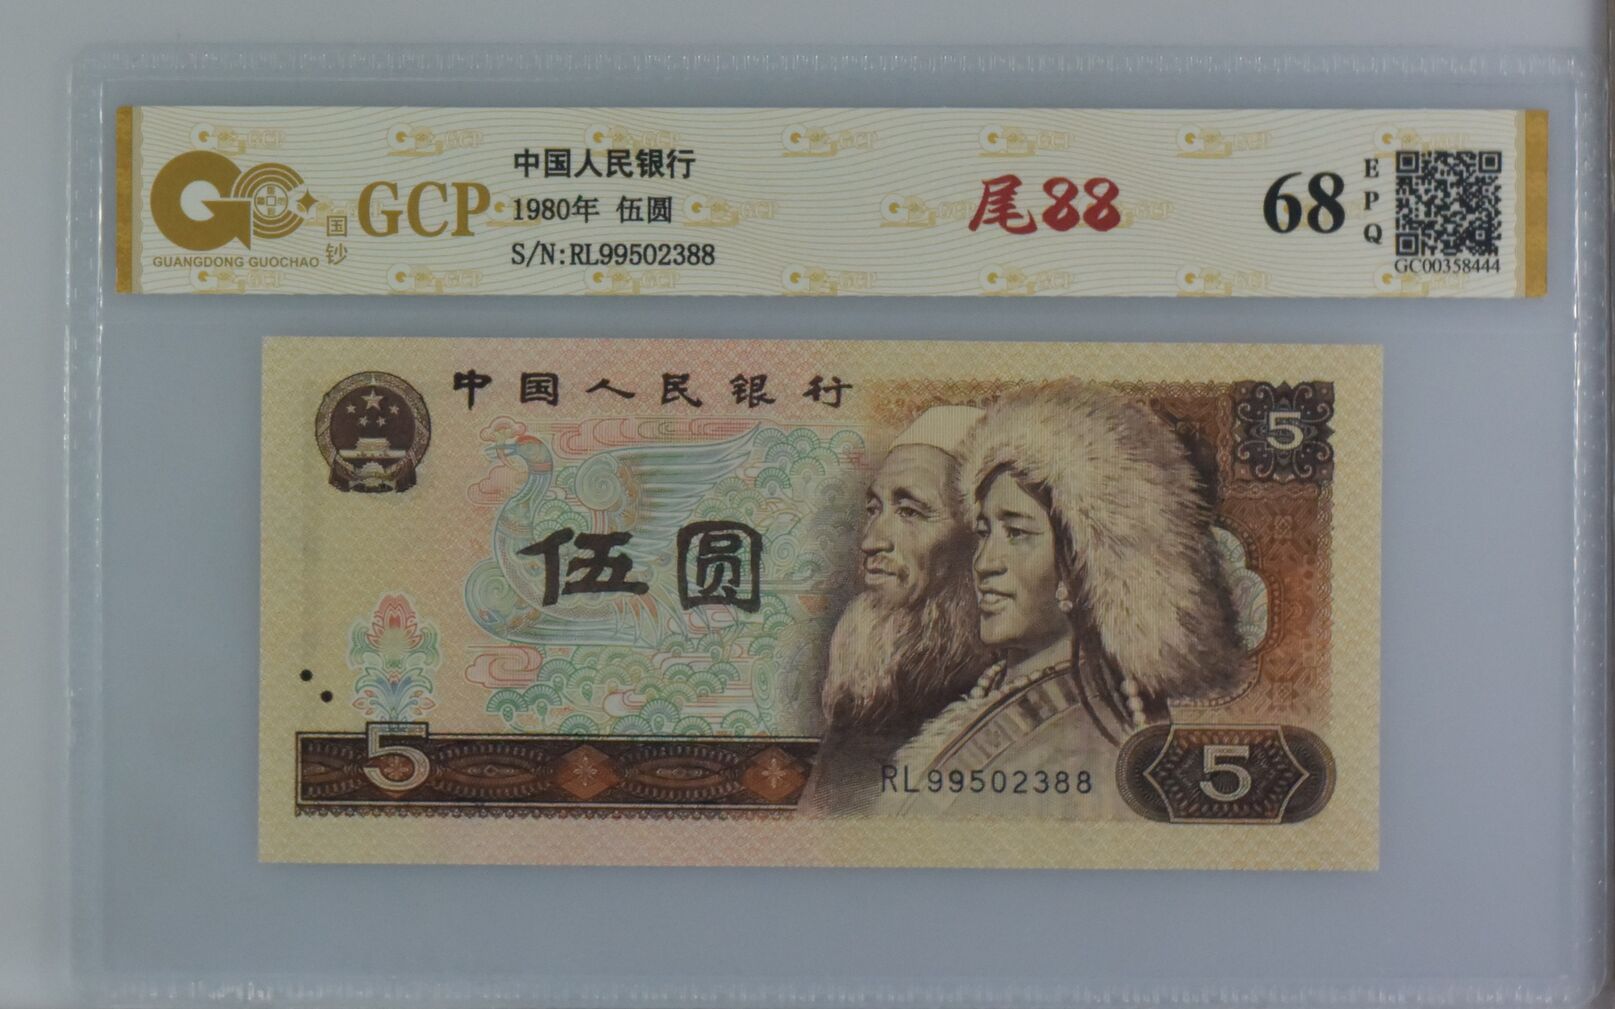 GCP
GUANGDONG GUOCHAO
国钞
中国人民银行
1980年 伍圆
S/N:RL99502388
尾88
68
EPQ
GC00358444
中国人民银行
5
伍圆
5
RL99502388
5